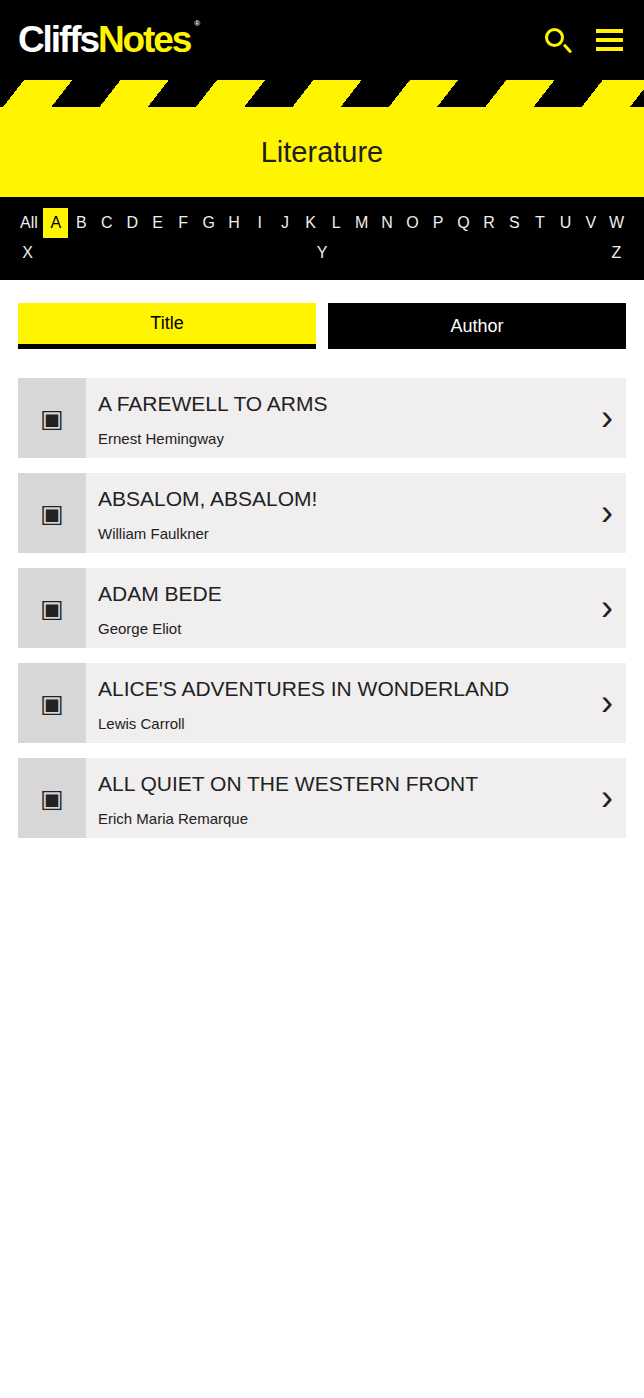 CliffsNotes®
Literature
All A B C D E F G H I J K L M N O P Q R S T U V W
X Y Z
Title Author
A FAREWELL TO ARMS
Ernest Hemingway
ABSALOM, ABSALOM!
William Faulkner
ADAM BEDE
George Eliot
ALICE'S ADVENTURES IN WONDERLAND
Lewis Carroll
ALL QUIET ON THE WESTERN FRONT
Erich Maria Remarque